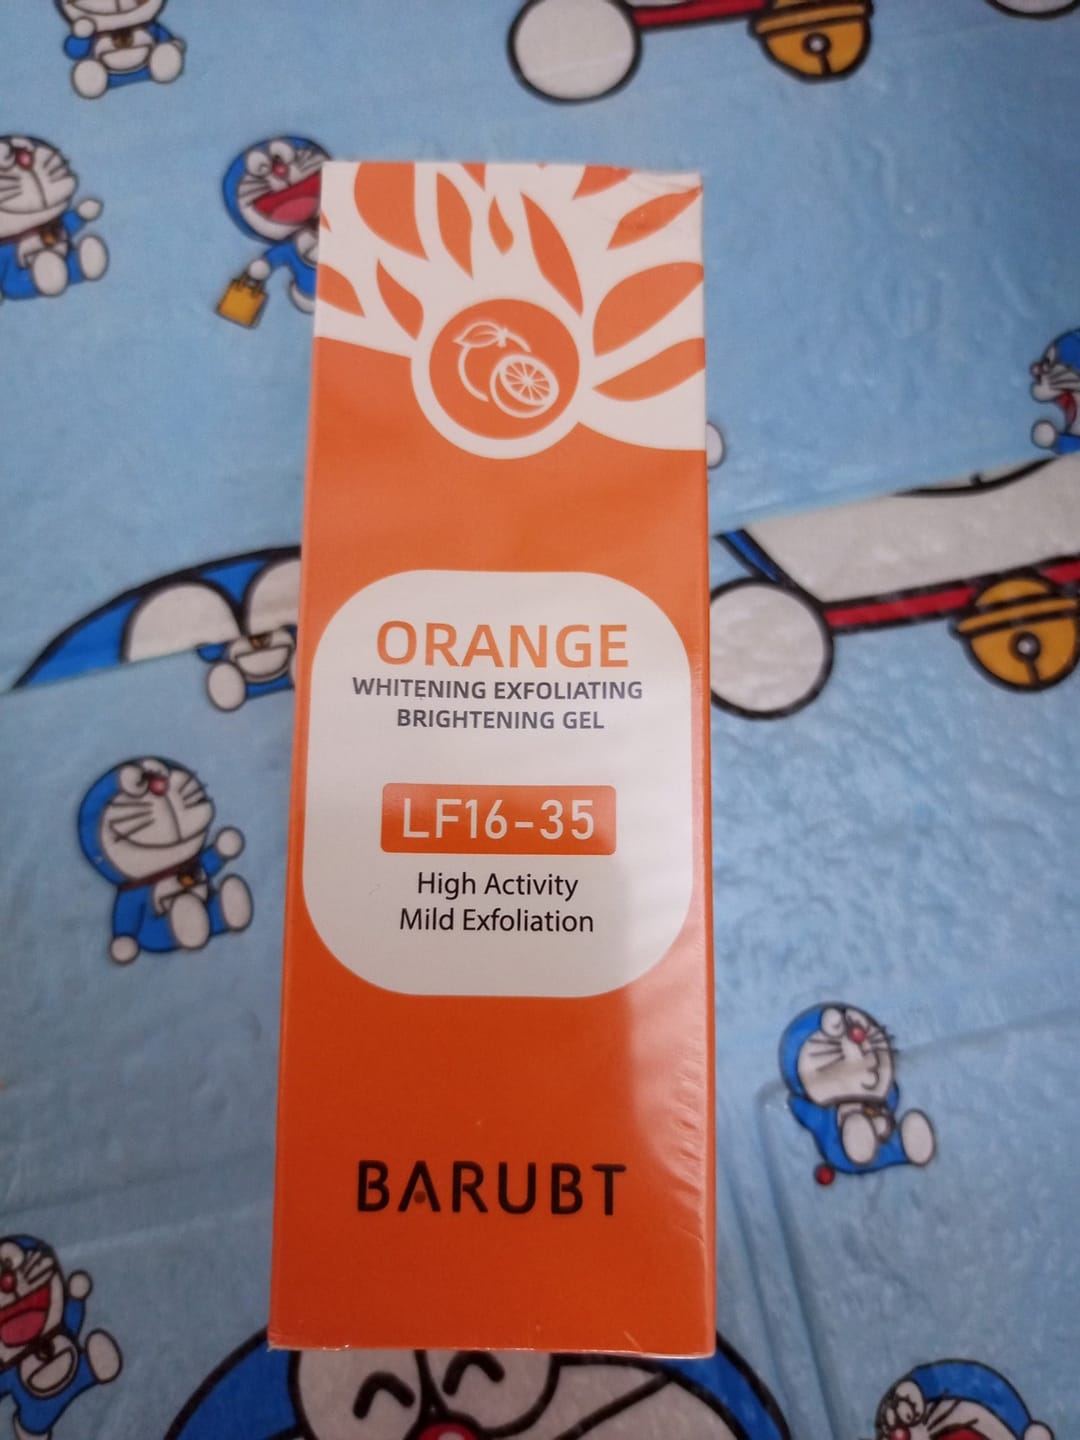 ORANGE
WHITENING EXFOLIATING
BRIGHTENING GEL
LF16-35
High Activity
Mild Exfoliation
BARUBT